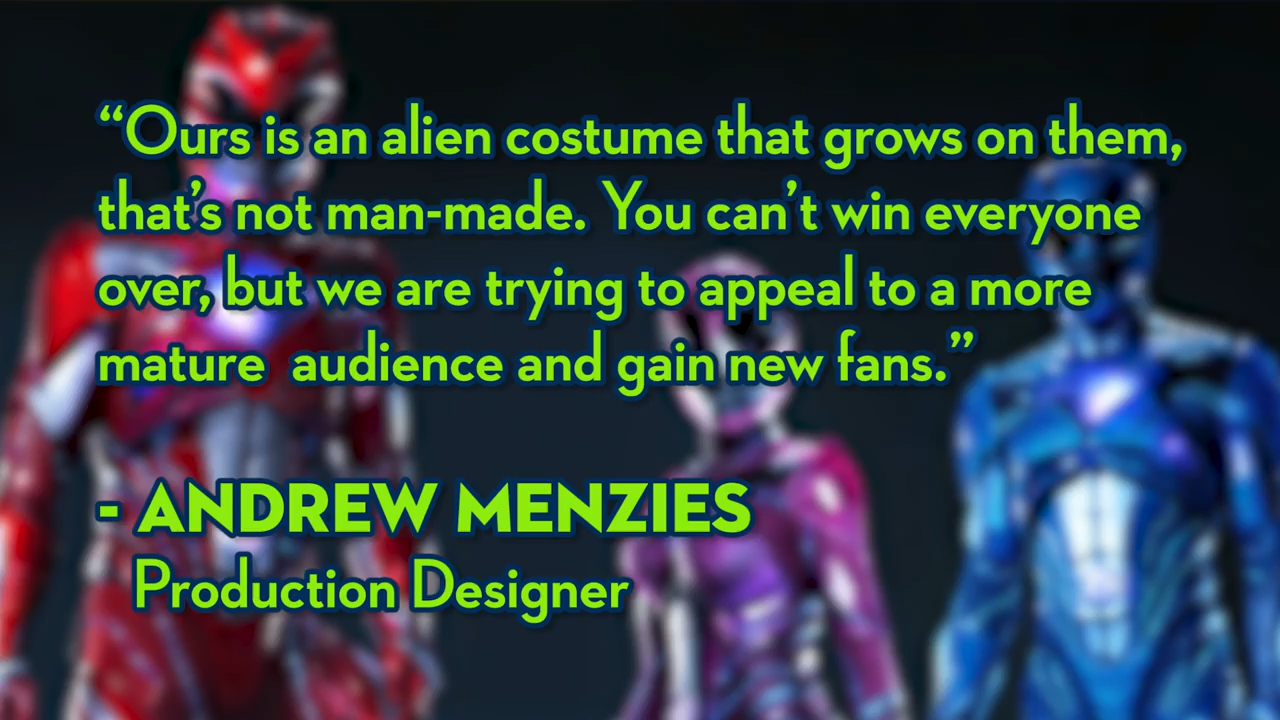 “Ours is an alien costume that grows on them,
that’s not man-made. You can’t win everyone
over, but we are trying to appeal to a more
mature  audience and gain new fans.”
- ANDREW MENZIES
Production Designer